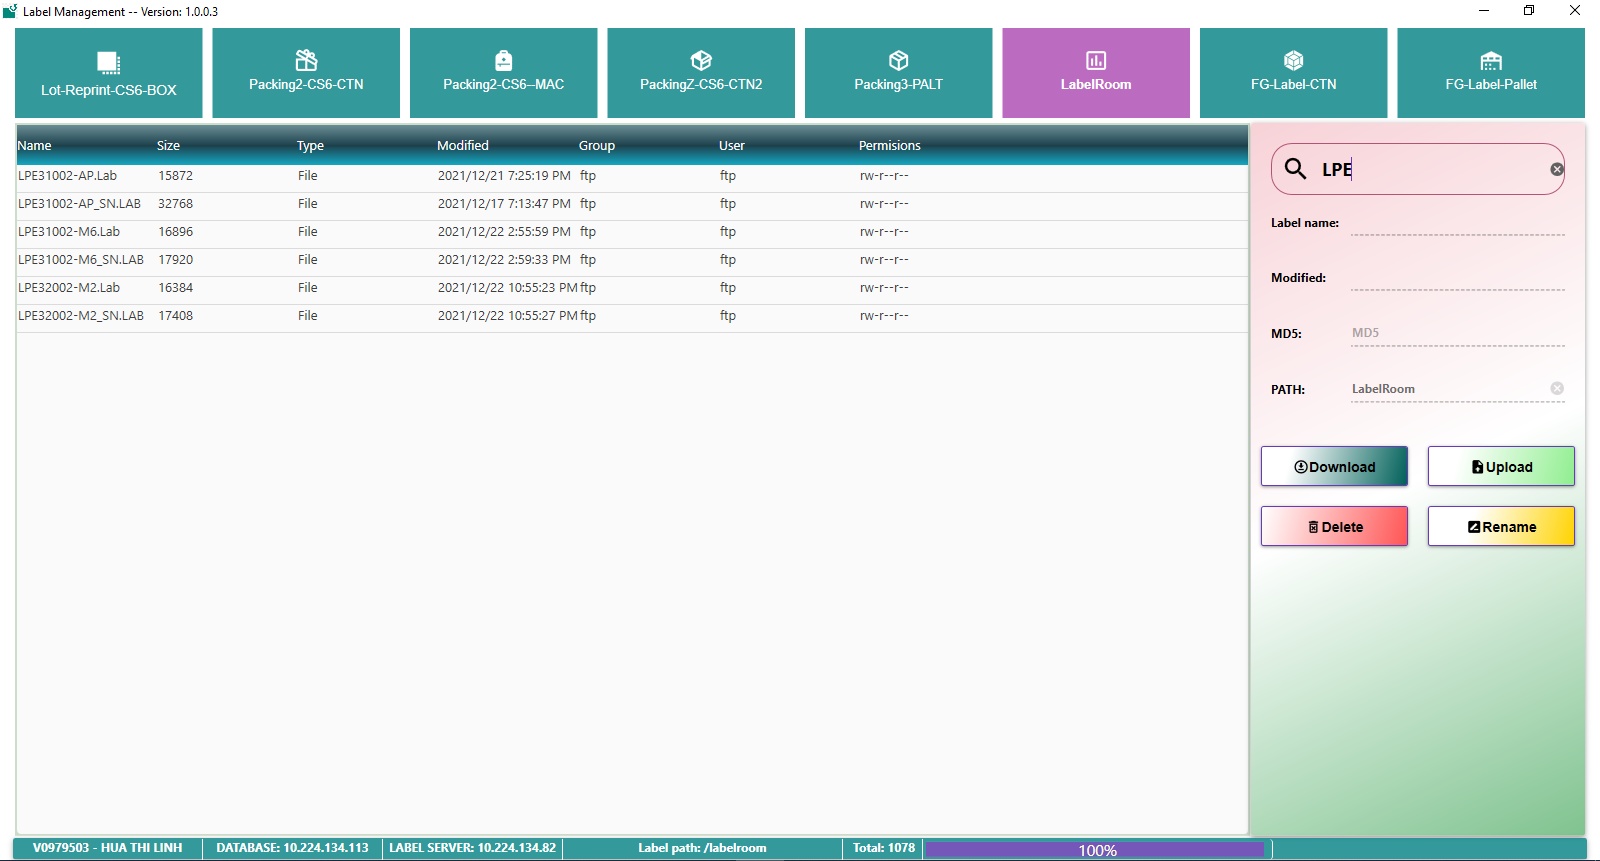 Label Management -- Version: 1.0.0.3
Lot-Reprint-CS6-BOX
Packing2-CS6-CTN
Packing2-CS6--MAC
PackingZ-CS6-CTN2
Packing3-PALT
LabelRoom
FG-Label-CTN
FG-Label-Pallet
Name Size Type Modified Group User Permisions
LPE31002-AP.Lab 15872 File 2021/12/21 7:25:19 PM ftp ftp rw-r--r--
LPE31002-AP_SN.LAB 32768 File 2021/12/17 7:13:47 PM ftp ftp rw-r--r--
LPE31002-M6.Lab 16896 File 2021/12/22 2:55:59 PM ftp ftp rw-r--r--
LPE31002-M6_SN.LAB 17920 File 2021/12/22 2:59:33 PM ftp ftp rw-r--r--
LPE32002-M2.Lab 16384 File 2021/12/22 10:55:23 PM ftp ftp rw-r--r--
LPE32002-M2_SN.LAB 17408 File 2021/12/22 10:55:27 PM ftp ftp rw-r--r--
LPE
Label name:
Modified:
MD5: MD5
PATH: LabelRoom
Download Upload
Delete Rename
V0979503 - HUA THI LINH DATABASE: 10.224.134.113 LABEL SERVER: 10.224.134.82 Label path: /labelroom Total: 1078 100%